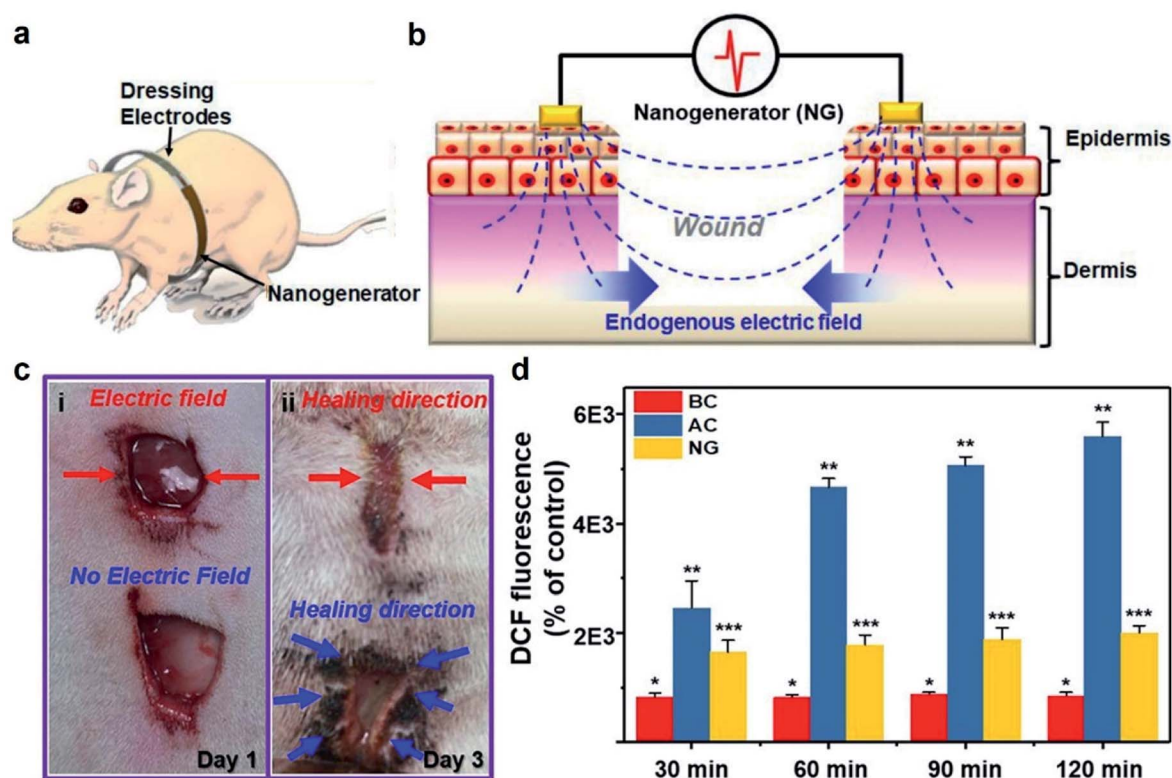 a
Dressing
Electrodes
Nanogenerator
b
Nanogenerator (NG)
Epidermis
Wound
Dermis
Endogenous electric field
c
i
Electric field
No Electric Field
Day 1
ii
Healing direction
Healing direction
Day 3
d
DCF fluorescence
(% of control)
6E3
4E3
2E3
BC
AC
NG
* ** ***
* ** ***
* ** ***
* ** ***
30 min
60 min
90 min
120 min